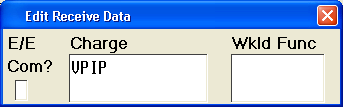 Edit Receive Data
E/E Charge Wkld Func
Com? VPIP